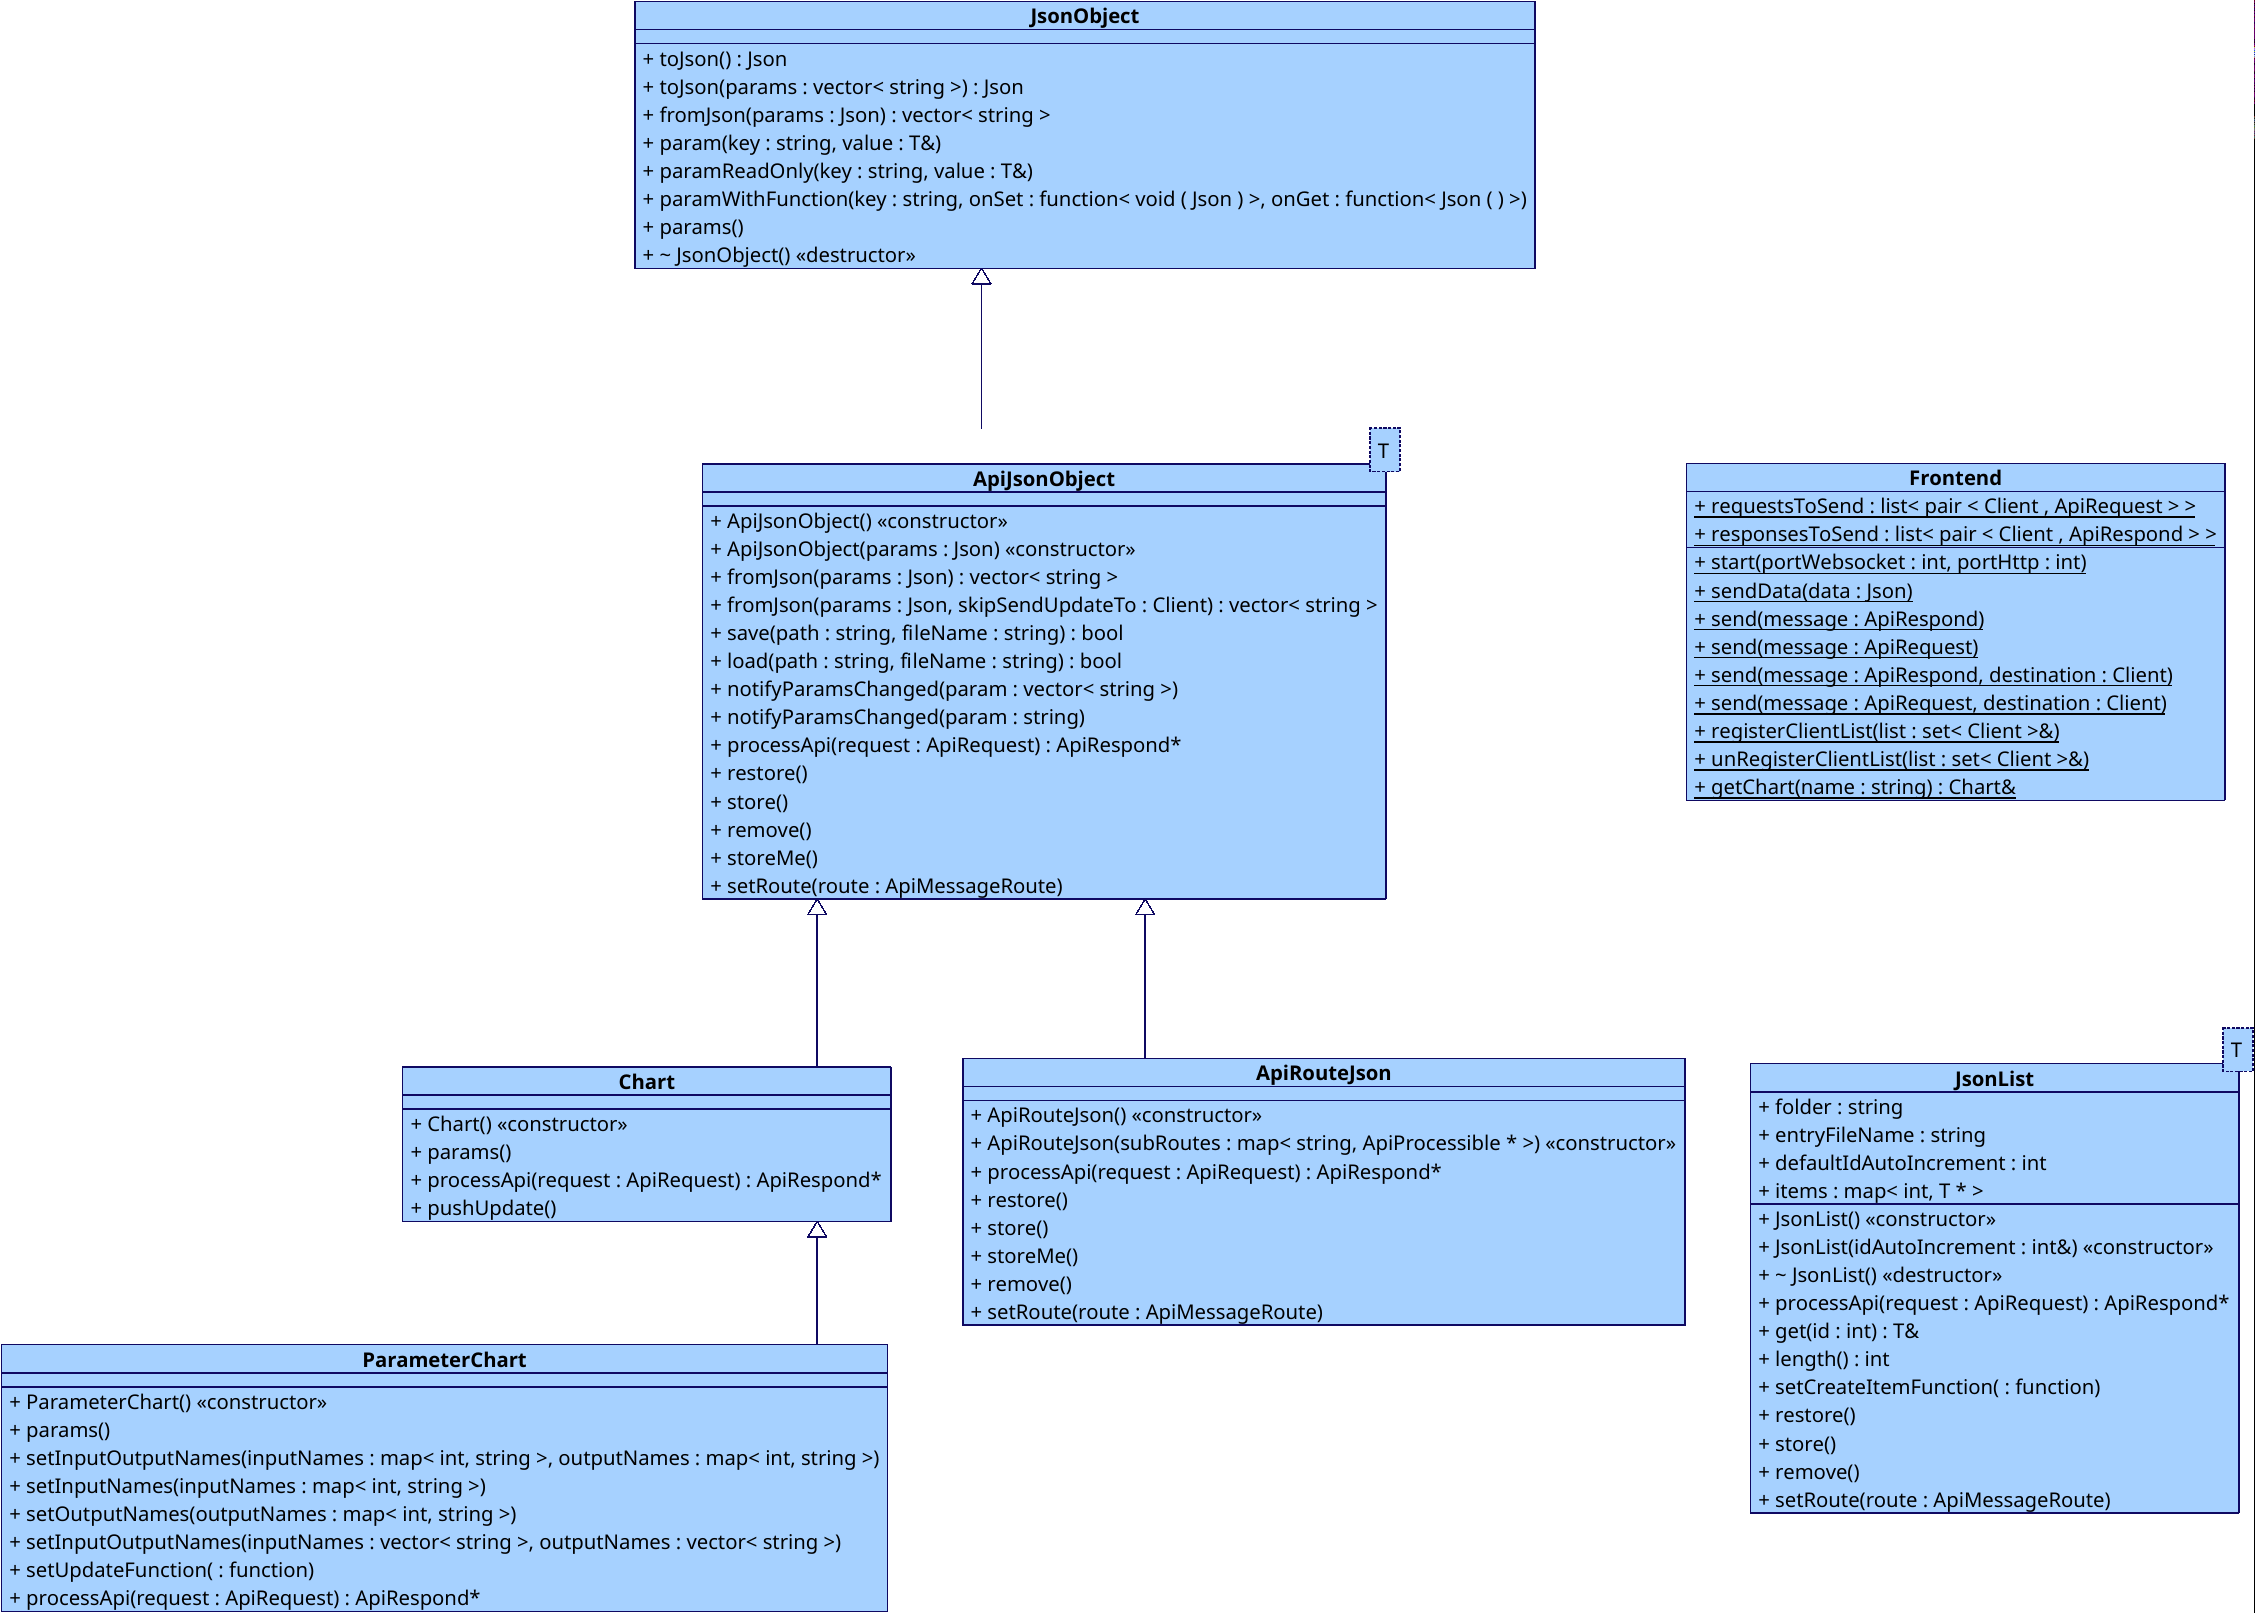 JsonObject
+ toJson() : Json
+ toJson(params : vector< string >) : Json
+ fromJson(params : Json) : vector< string >
+ param(key : string, value : T&)
+ paramReadOnly(key : string, value : T&)
+ paramWithFunction(key : string, onSet : function< void ( Json ) >, onGet : function< Json ( ) >)
+ params()
+ ~ JsonObject() «destructor»
T
ApiJsonObject
+ ApiJsonObject() «constructor»
+ ApiJsonObject(params : Json) «constructor»
+ fromJson(params : Json) : vector< string >
+ fromJson(params : Json, skipSendUpdateTo : Client) : vector< string >
+ save(path : string, fileName : string) : bool
+ load(path : string, fileName : string) : bool
+ notifyParamsChanged(param : vector< string >)
+ notifyParamsChanged(param : string)
+ processApi(request : ApiRequest) : ApiRespond*
+ restore()
+ store()
+ remove()
+ storeMe()
+ setRoute(route : ApiMessageRoute)
Frontend
+ requestsToSend : list< pair < Client , ApiRequest > >
+ responsesToSend : list< pair < Client , ApiRespond > >
+ start(portWebsocket : int, portHttp : int)
+ sendData(data : Json)
+ send(message : ApiRespond)
+ send(message : ApiRequest)
+ send(message : ApiRespond, destination : Client)
+ send(message : ApiRequest, destination : Client)
+ registerClientList(list : set< Client >&)
+ unRegisterClientList(list : set< Client >&)
+ getChart(name : string) : Chart&
Chart
+ Chart() «constructor»
+ params()
+ processApi(request : ApiRequest) : ApiRespond*
+ pushUpdate()
ApiRouteJson
+ ApiRouteJson() «constructor»
+ ApiRouteJson(subRoutes : map< string, ApiProcessible * >) «constructor»
+ processApi(request : ApiRequest) : ApiRespond*
+ restore()
+ store()
+ storeMe()
+ remove()
+ setRoute(route : ApiMessageRoute)
T
JsonList
+ folder : string
+ entryFileName : string
+ defaultIdAutoIncrement : int
+ items : map< int, T * >
+ JsonList() «constructor»
+ JsonList(idAutoIncrement : int&) «constructor»
+ ~ JsonList() «destructor»
+ processApi(request : ApiRequest) : ApiRespond*
+ get(id : int) : T&
+ length() : int
+ setCreateItemFunction( : function)
+ restore()
+ store()
+ remove()
+ setRoute(route : ApiMessageRoute)
ParameterChart
+ ParameterChart() «constructor»
+ params()
+ setInputOutputNames(inputNames : map< int, string >, outputNames : map< int, string >)
+ setInputNames(inputNames : map< int, string >)
+ setOutputNames(outputNames : map< int, string >)
+ setInputOutputNames(inputNames : vector< string >, outputNames : vector< string >)
+ setUpdateFunction( : function)
+ processApi(request : ApiRequest) : ApiRespond*